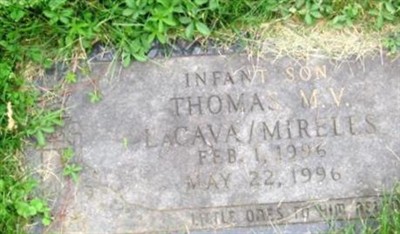 INFANT SON
THOMAS M.V.
LACAVA/MIRELES
FEB. 1, 1996
MAY 22, 1996
LITTLE ONES TO HIM